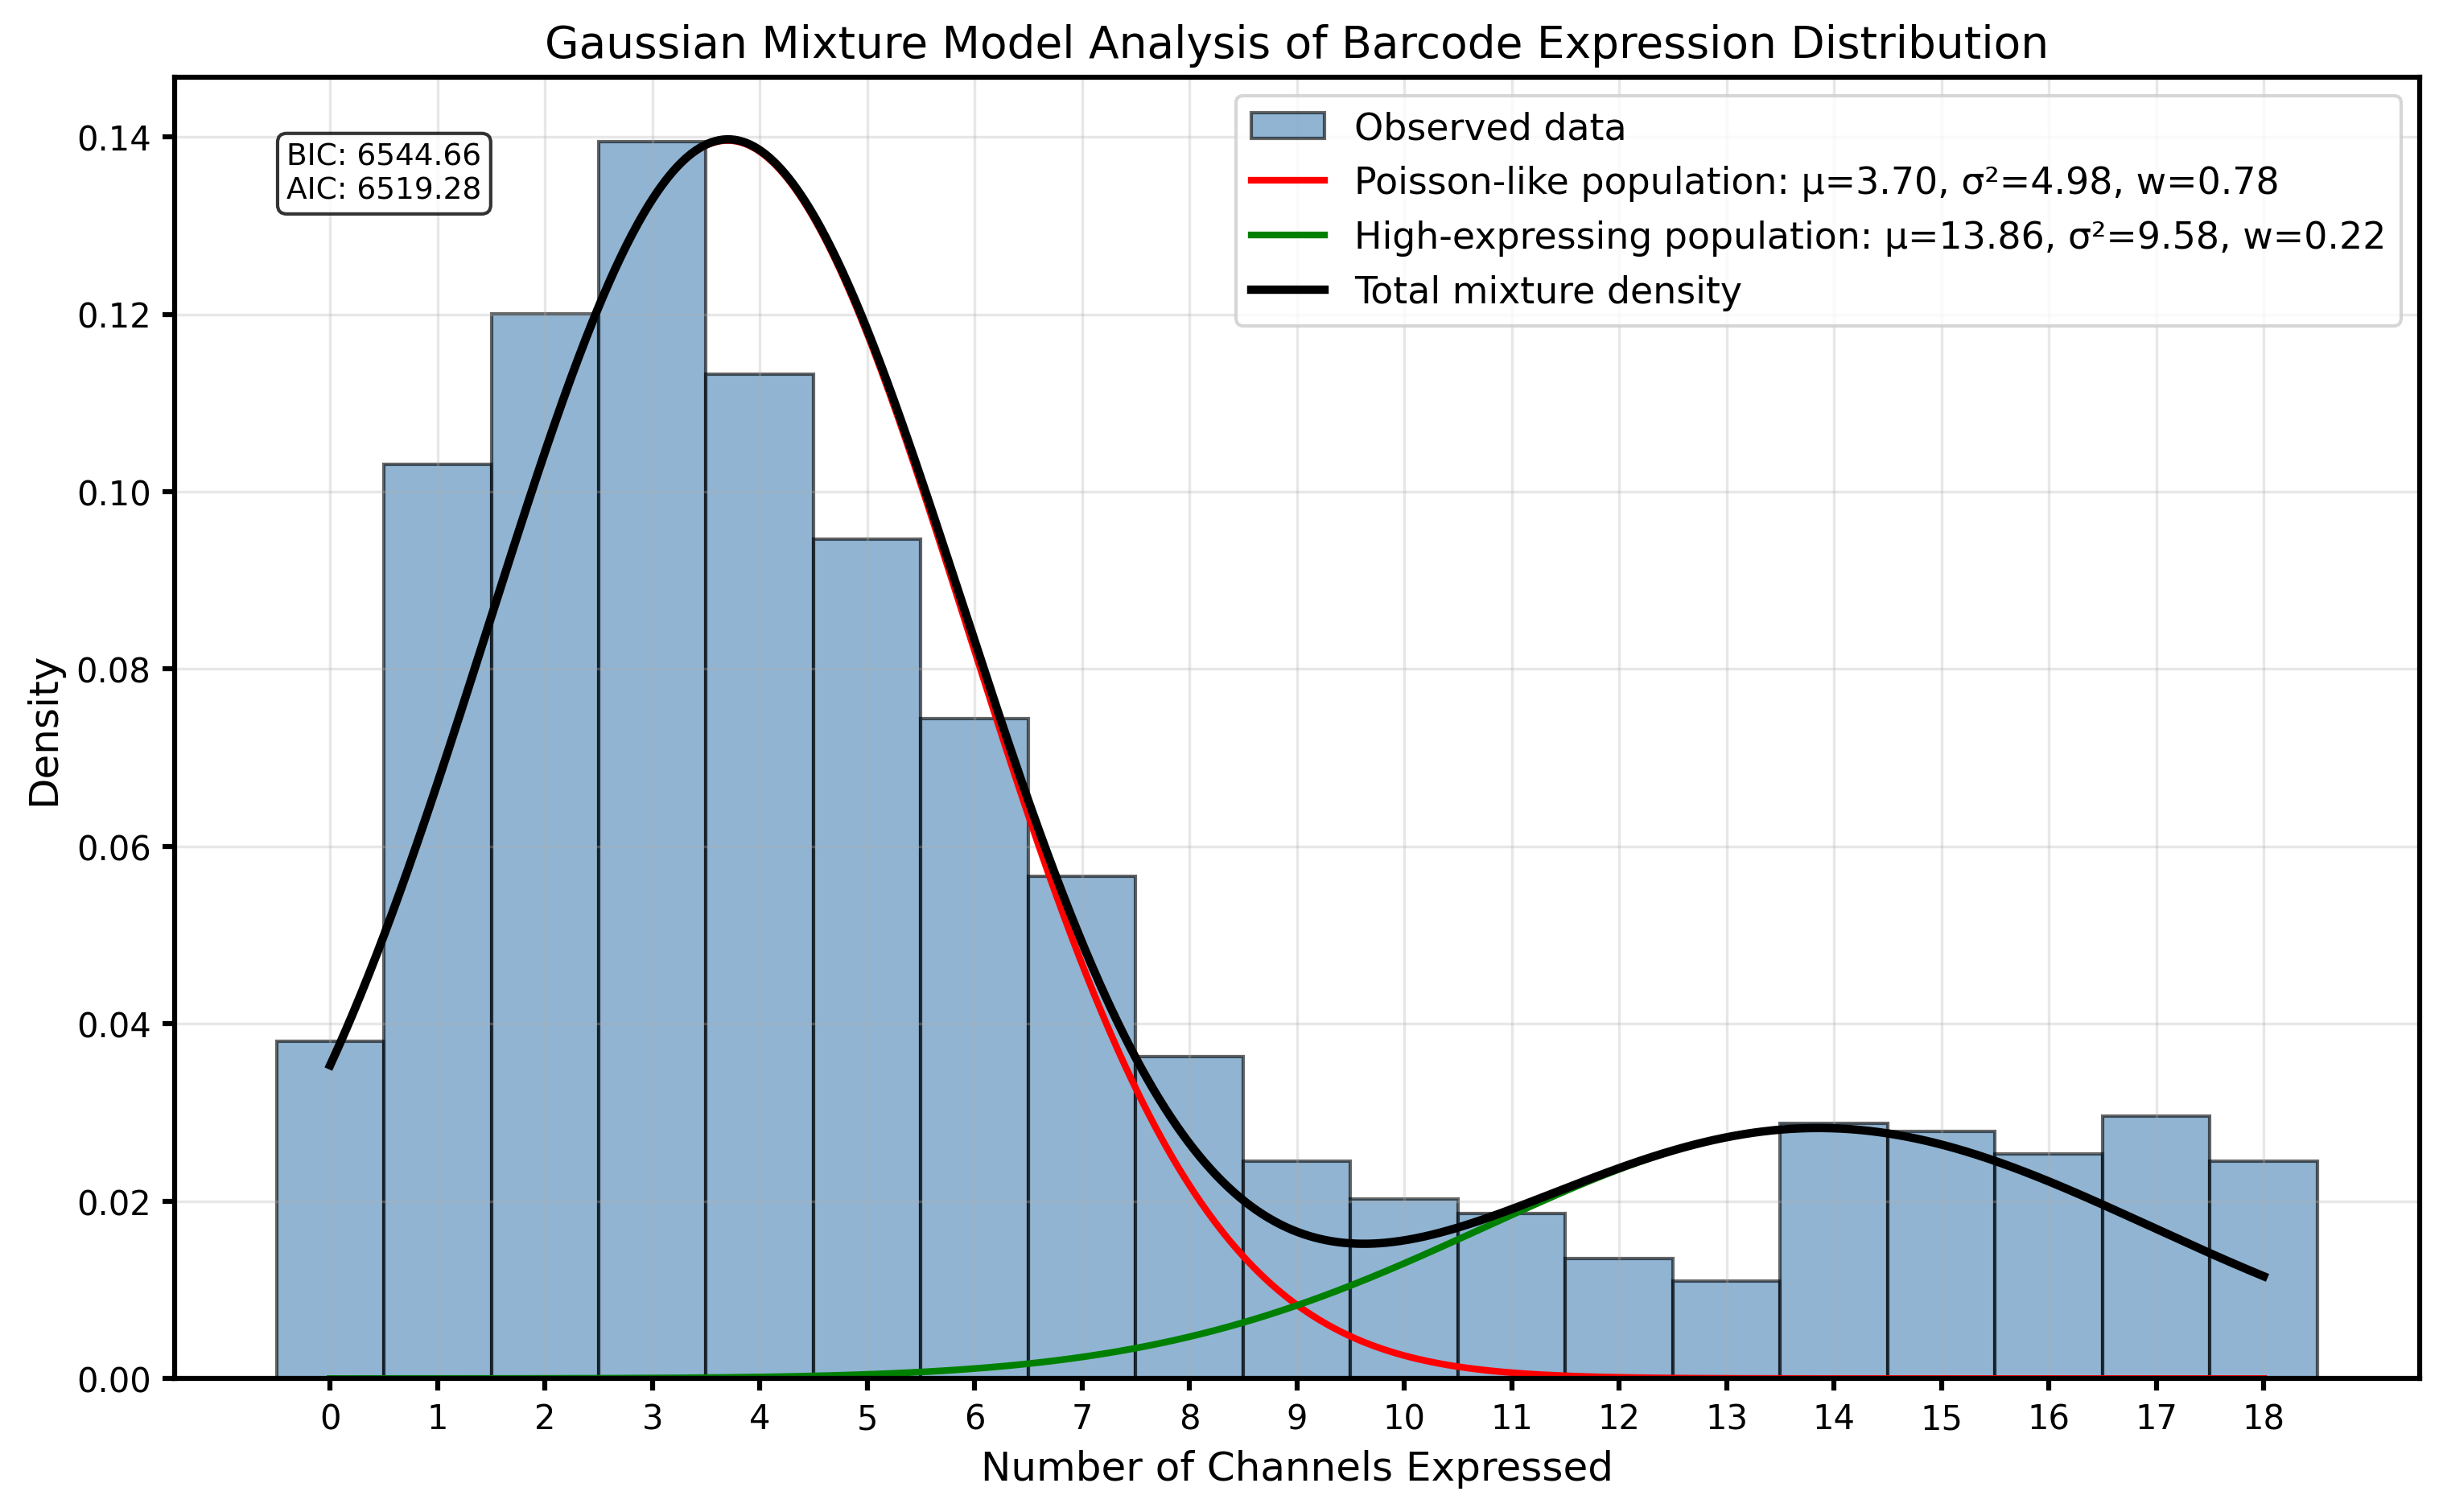 Gaussian Mixture Model Analysis of Barcode Expression Distribution
BIC: 6544.66
AIC: 6519.28
Observed data
Poisson-like population: μ=3.70, σ²=4.98, w=0.78
High-expressing population: μ=13.86, σ²=9.58, w=0.22
Total mixture density
Density
0.14
0.12
0.10
0.08
0.06
0.04
0.02
0.00
0 1 2 3 4 5 6 7 8 9 10 11 12 13 14 15 16 17 18
Number of Channels Expressed